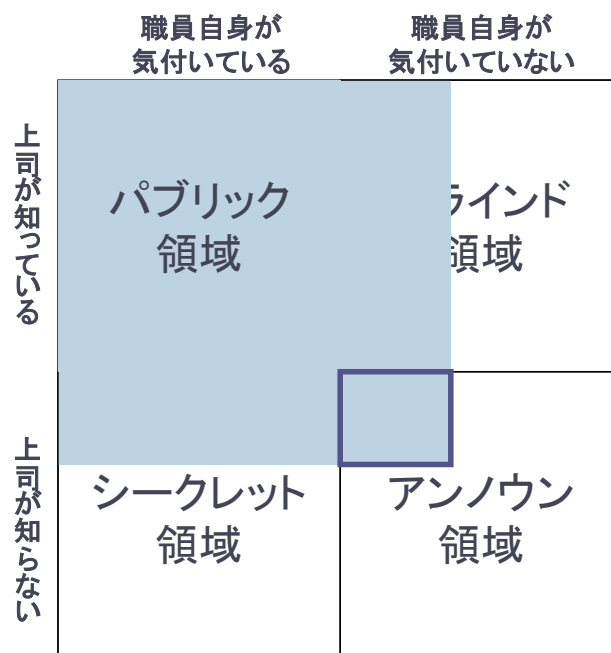 職員自身が
気付いている
職員自身が
気付いていない
上司が知っている
パブリック
領域
ラインド
領域
上司が知らない
シークレット
領域
アンノウン
領域